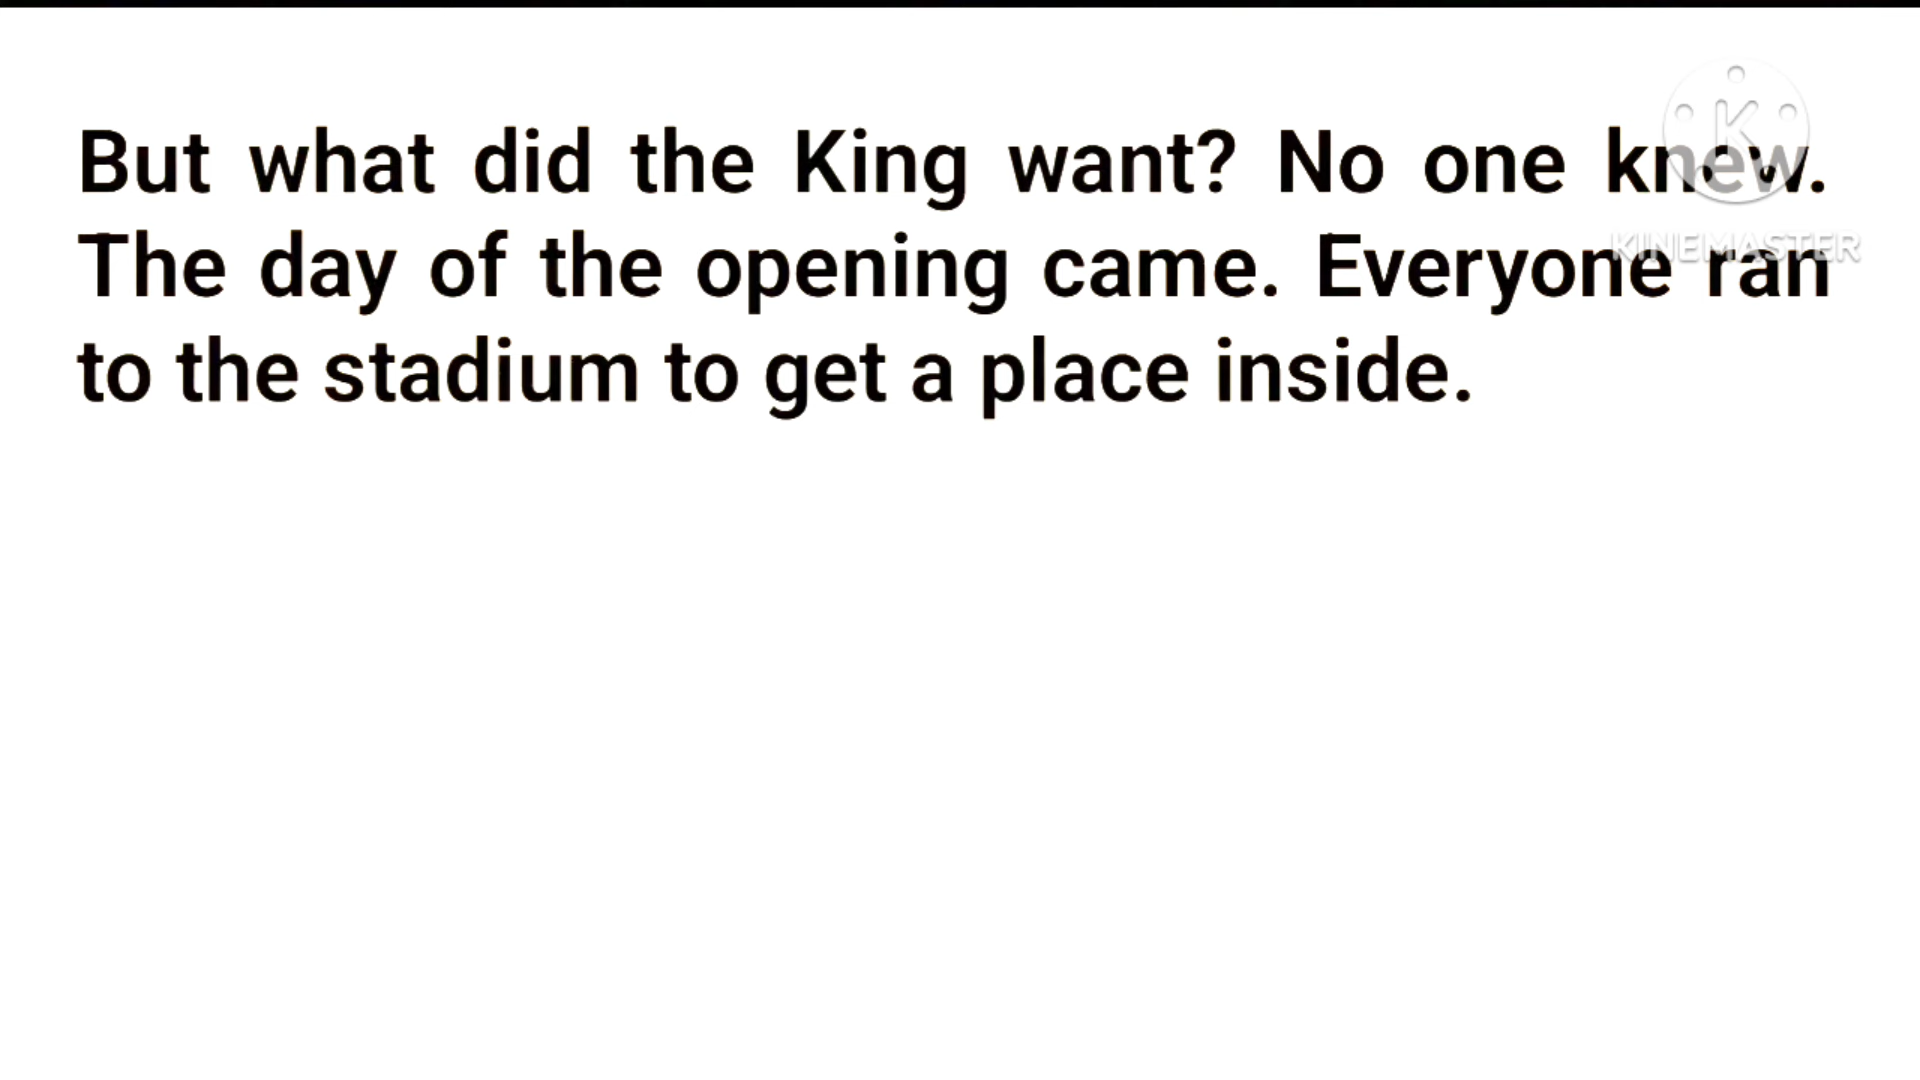 But what did the King want? No one knew.
The day of the opening came. Everyone ran
to the stadium to get a place inside.
K
KINEMASTER